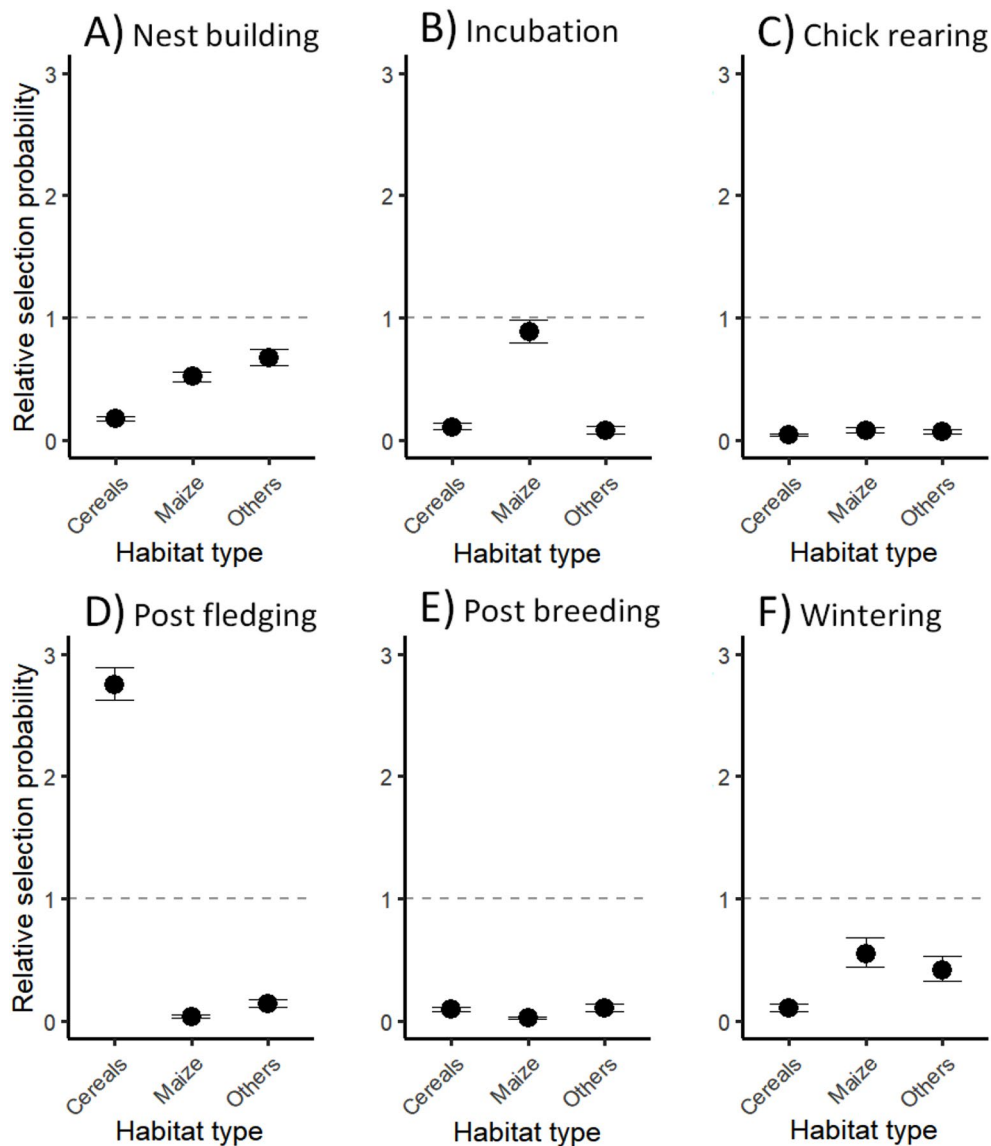 A) Nest building
B) Incubation
C) Chick rearing
Relative selection probability
3
2
1
0
Cereals
Maize
Others
Habitat type
3
2
1
0
Cereals
Maize
Others
Habitat type
3
2
1
0
Cereals
Maize
Others
Habitat type
D) Post fledging
E) Post breeding
F) Wintering
Relative selection probability
3
2
1
0
Cereals
Maize
Others
Habitat type
3
2
1
0
Cereals
Maize
Others
Habitat type
3
2
1
0
Cereals
Maize
Others
Habitat type